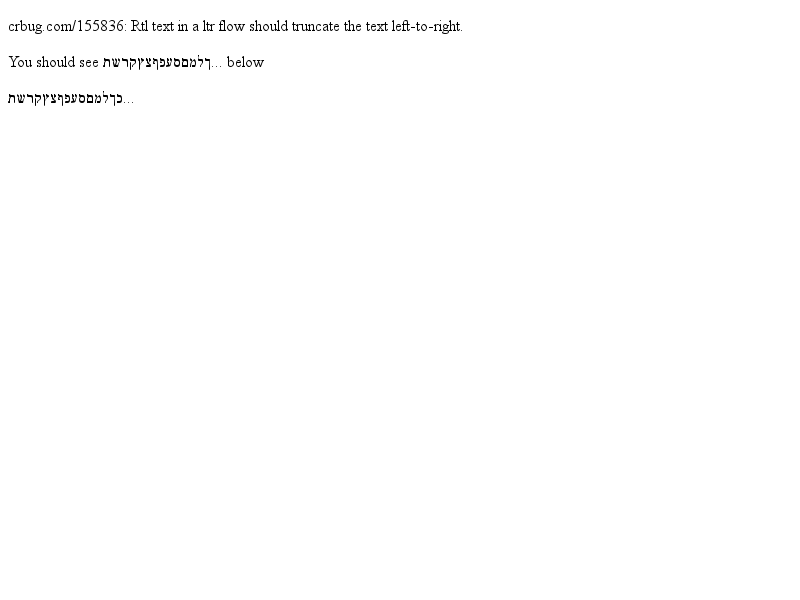 crbug.com/155836: Rtl text in a ltr flow should truncate the text left-to-right.
You should see ךלמםסעפףצץקרשת... below
כךלמםסעפףצץקרשת...